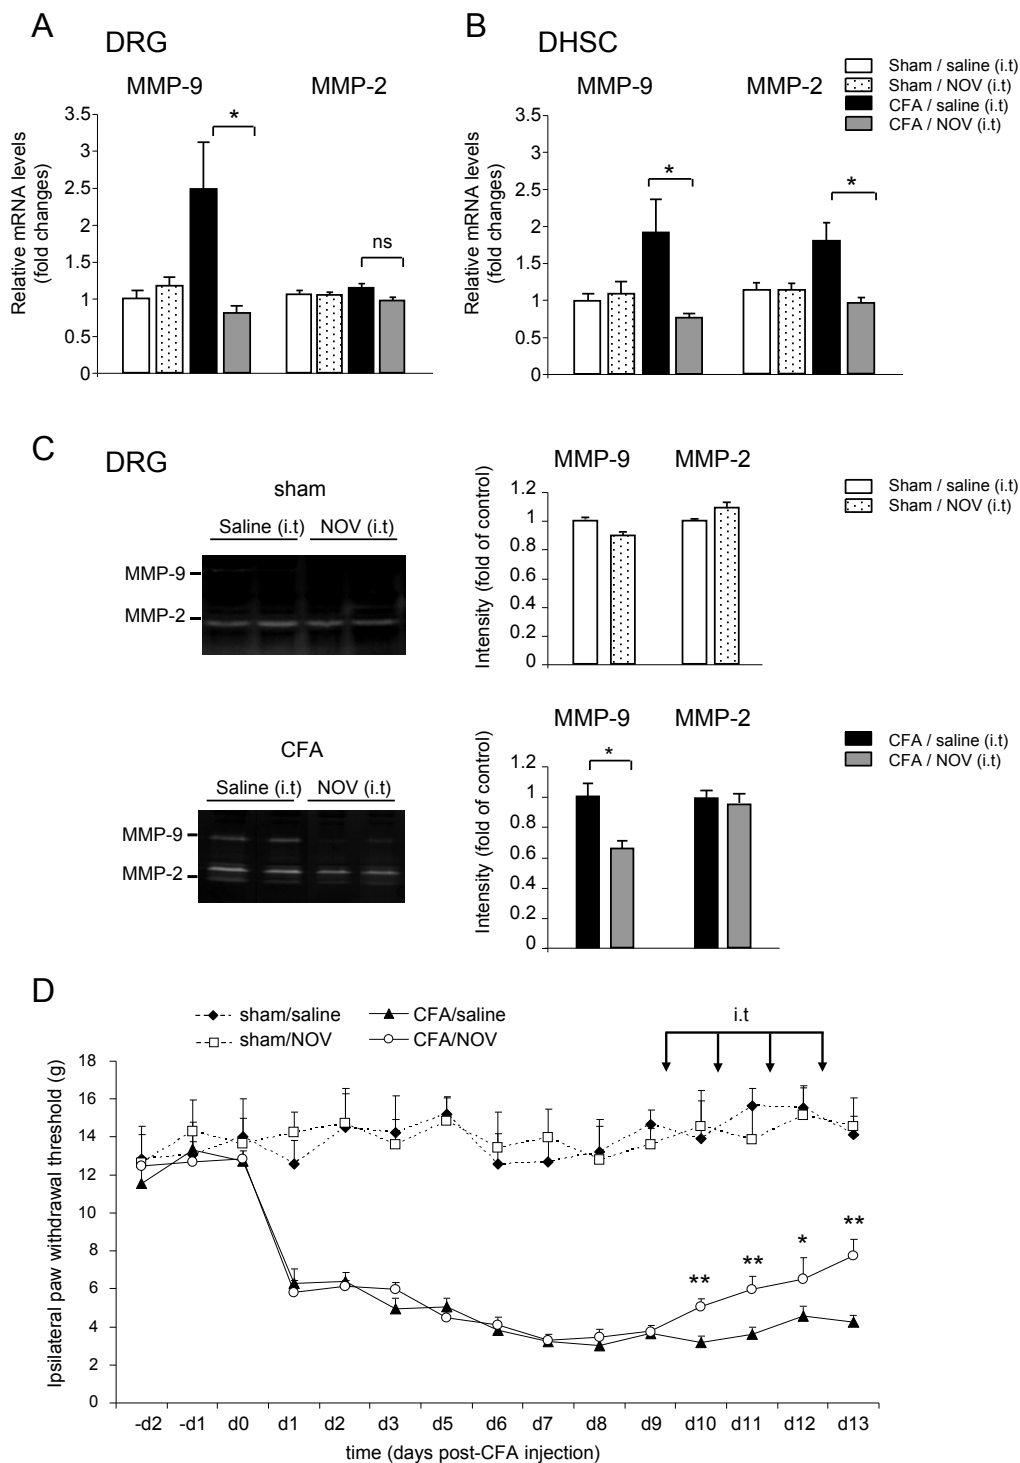 A
DRG
MMP-9
MMP-2
Relative mRNA levels
(fold changes)
3.5
3
2.5
2
1.5
1
0.5
0
*
ns
B
DHSC
MMP-9
MMP-2
Relative mRNA levels
(fold changes)
3.5
3
2.5
2
1.5
1
0.5
0
*
*
Sham / saline (i.t)
Sham / NOV (i.t)
CFA / saline (i.t)
CFA / NOV (i.t)
C
DRG
sham
Saline (i.t) NOV (i.t)
MMP-9
MMP-2
MMP-9 MMP-2
Intensity (fold of control)
1.2
1
0.8
0.6
0.4
0.2
0
Sham / saline (i.t)
Sham / NOV (i.t)
CFA
Saline (i.t) NOV (i.t)
MMP-9
MMP-2
MMP-9 MMP-2
Intensity (fold of control)
1.2
1
0.8
0.6
0.4
0.2
0
*
CFA / saline (i.t)
CFA / NOV (i.t)
D
sham/saline CFA/saline
sham/NOV CFA/NOV
i.t
Ipsilateral paw withdrawal threshold (g)
18
16
14
12
10
8
6
4
2
0
** ** * **
-d2 -d1 d0 d1 d2 d3 d5 d6 d7 d8 d9 d10 d11 d12 d13
time (days post-CFA injection)